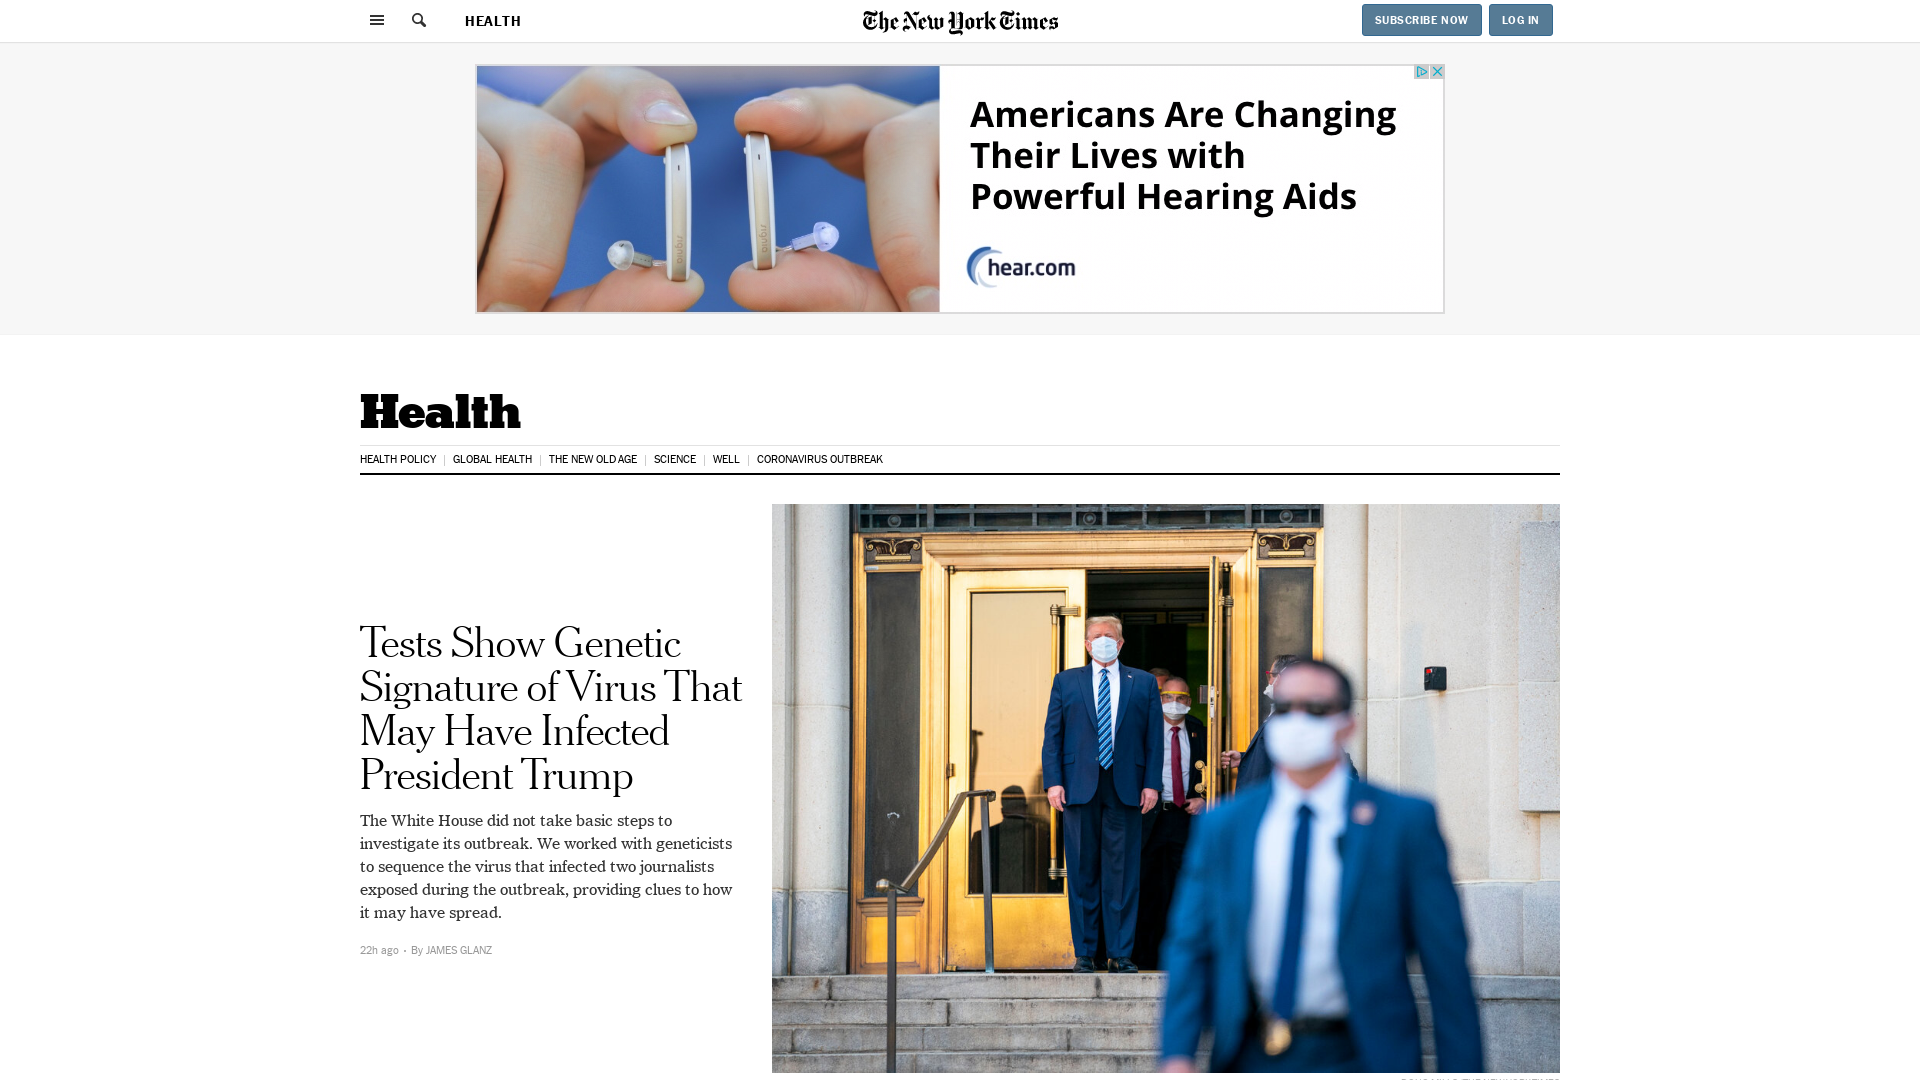 HEALTH
The New York Times
SUBSCRIBE NOW
LOG IN
Americans Are Changing
Their Lives with
Powerful Hearing Aids
hear.com
signia
signia
Health
HEALTH POLICY
GLOBAL HEALTH
THE NEW OLD AGE
SCIENCE
WELL
CORONAVIRUS OUTBREAK
Tests Show Genetic
Signature of Virus That
May Have Infected
President Trump
The White House did not take basic steps to
investigate its outbreak. We worked with geneticists
to sequence the virus that infected two journalists
exposed during the outbreak, providing clues to how
it may have spread.
22h ago • By JAMES GLANZ